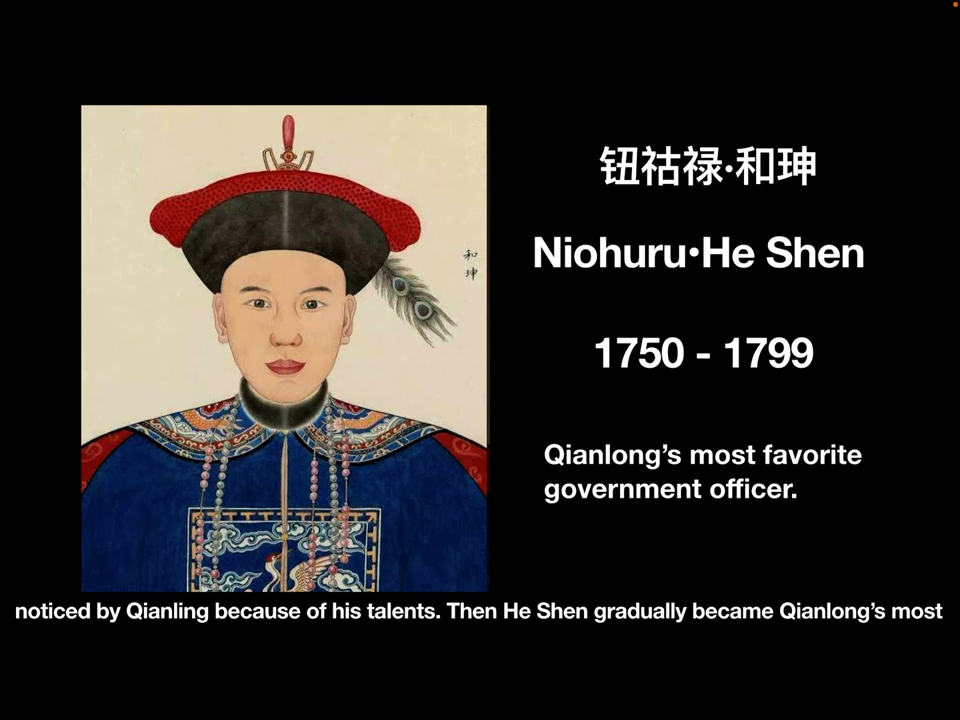 钮祜禄·和珅
Niohuru•He Shen
和
珅
1750 - 1799
Qianlong’s most favorite
government officer.
noticed by Qianling because of his talents. Then He Shen gradually became Qianlong’s most